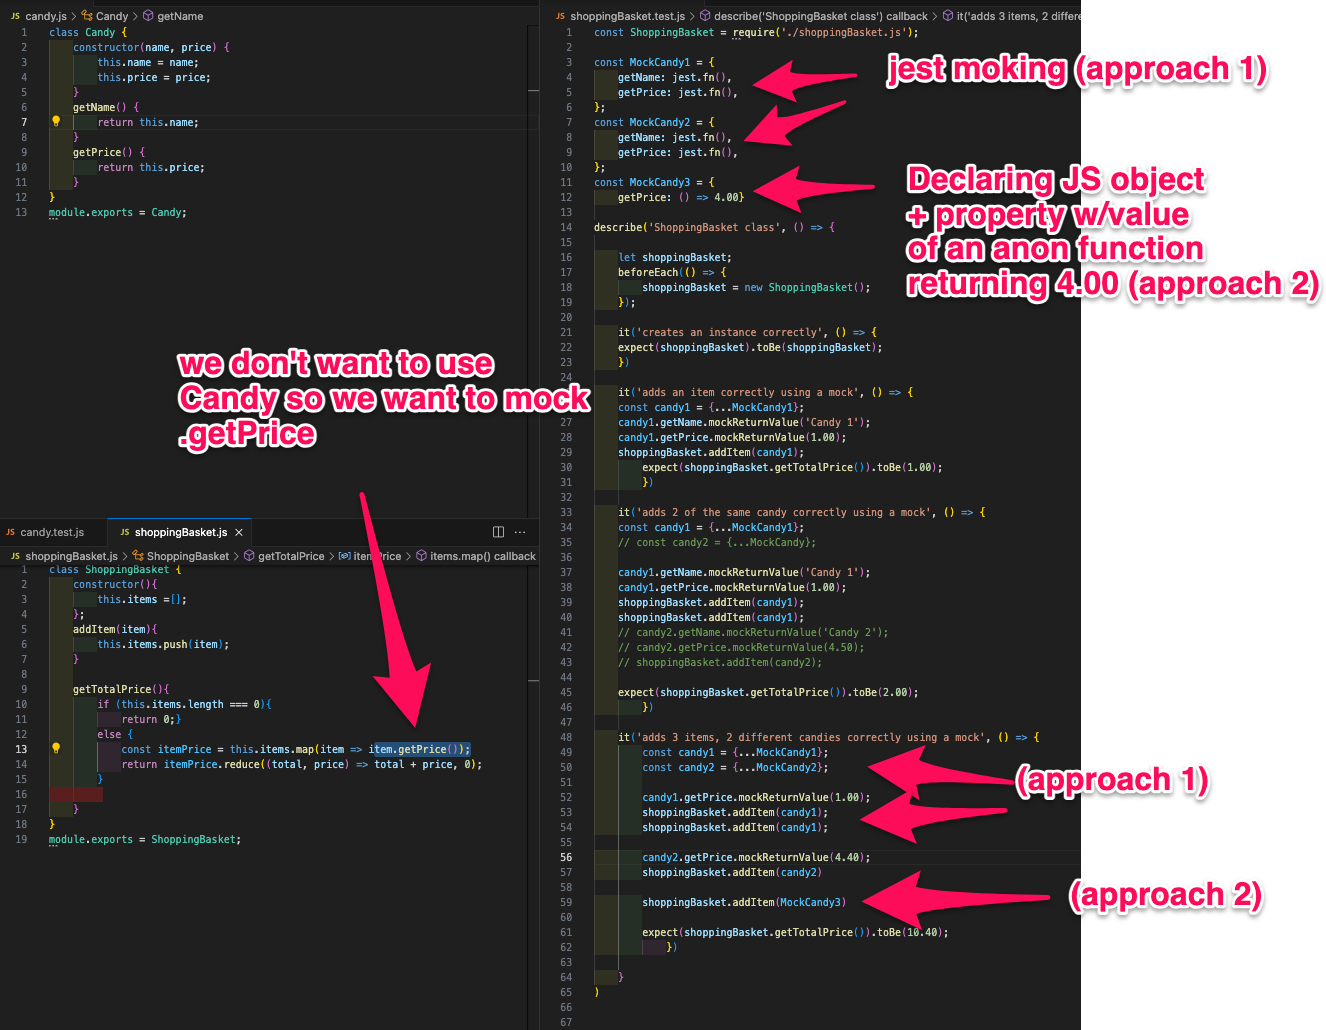 JS candy.js > Candy > getName
1 class Candy {
2 constructor(name, price) {
3 this.name = name;
4 this.price = price;
5 }
6 getName() {
7 return this.name;
8 }
9 getPrice() {
10 return this.price;
11 }
12 }
13 module.exports = Candy;
we don't want to use
Candy so we want to mock
.getPrice
JS candy.test.js JS shoppingBasket.js ×
JS shoppingBasket.js > ShoppingBasket > getTotalPrice > itemPrice > items.map() callback
1 class ShoppingBasket {
2 constructor(){
3 this.items =[];
4 };
5 addItem(item){
6 this.items.push(item);
7 }
8
9 getTotalPrice(){
10 if (this.items.length === 0){
11 return 0;}
12 else {
13 const itemPrice = this.items.map(item => item.getPrice());
14 return itemPrice.reduce((total, price) => total + price, 0);
15 }
16
17 }
18 }
19 module.exports = ShoppingBasket;
JS shoppingBasket.test.js > describe('ShoppingBasket class') callback > it('adds 3 items, 2 differe
1 const ShoppingBasket = require('./shoppingBasket.js');
2
3 const MockCandy1 = {
4 getName: jest.fn(),
5 getPrice: jest.fn(),
6 };
7 const MockCandy2 = {
8 getName: jest.fn(),
9 getPrice: jest.fn(),
10 };
11 const MockCandy3 = {
12 getPrice: () => 4.00}
13
14 describe('ShoppingBasket class', () => {
15
16 let shoppingBasket;
17 beforeEach(() => {
18 shoppingBasket = new ShoppingBasket();
19 });
20
21 it('creates an instance correctly', () => {
22 expect(shoppingBasket).toBe(shoppingBasket);
23 })
24
it('adds an item correctly using a mock', () => {
const candy1 = {...MockCandy1};
27 candy1.getName.mockReturnValue('Candy 1');
28 candy1.getPrice.mockReturnValue(1.00);
29 shoppingBasket.addItem(candy1);
30 expect(shoppingBasket.getTotalPrice()).toBe(1.00);
31 })
32
33 it('adds 2 of the same candy correctly using a mock', () => {
34 const candy1 = {...MockCandy1};
35 // const candy2 = {...MockCandy};
36
37 candy1.getName.mockReturnValue('Candy 1');
38 candy1.getPrice.mockReturnValue(1.00);
39 shoppingBasket.addItem(candy1);
40 shoppingBasket.addItem(candy1);
41 // candy2.getName.mockReturnValue('Candy 2');
42 // candy2.getPrice.mockReturnValue(4.50);
43 // shoppingBasket.addItem(candy2);
44
45 expect(shoppingBasket.getTotalPrice()).toBe(2.00);
46 })
47
48 it('adds 3 items, 2 different candies correctly using a mock', () => {
49 const candy1 = {...MockCandy1};
50 const candy2 = {...MockCandy2};
51
52 candy1.getPrice.mockReturnValue(1.00);
53 shoppingBasket.addItem(candy1);
54 shoppingBasket.addItem(candy1);
55
56 candy2.getPrice.mockReturnValue(4.40);
57 shoppingBasket.addItem(candy2)
58
59 shoppingBasket.addItem(MockCandy3)
60
61 expect(shoppingBasket.getTotalPrice()).toBe(10.40);
62 })
63
64 }
65 )
66
67
jest moking (approach 1)
Declaring JS object
+ property w/value
of an anon function
returning 4.00 (approach 2)
(approach 1)
(approach 2)